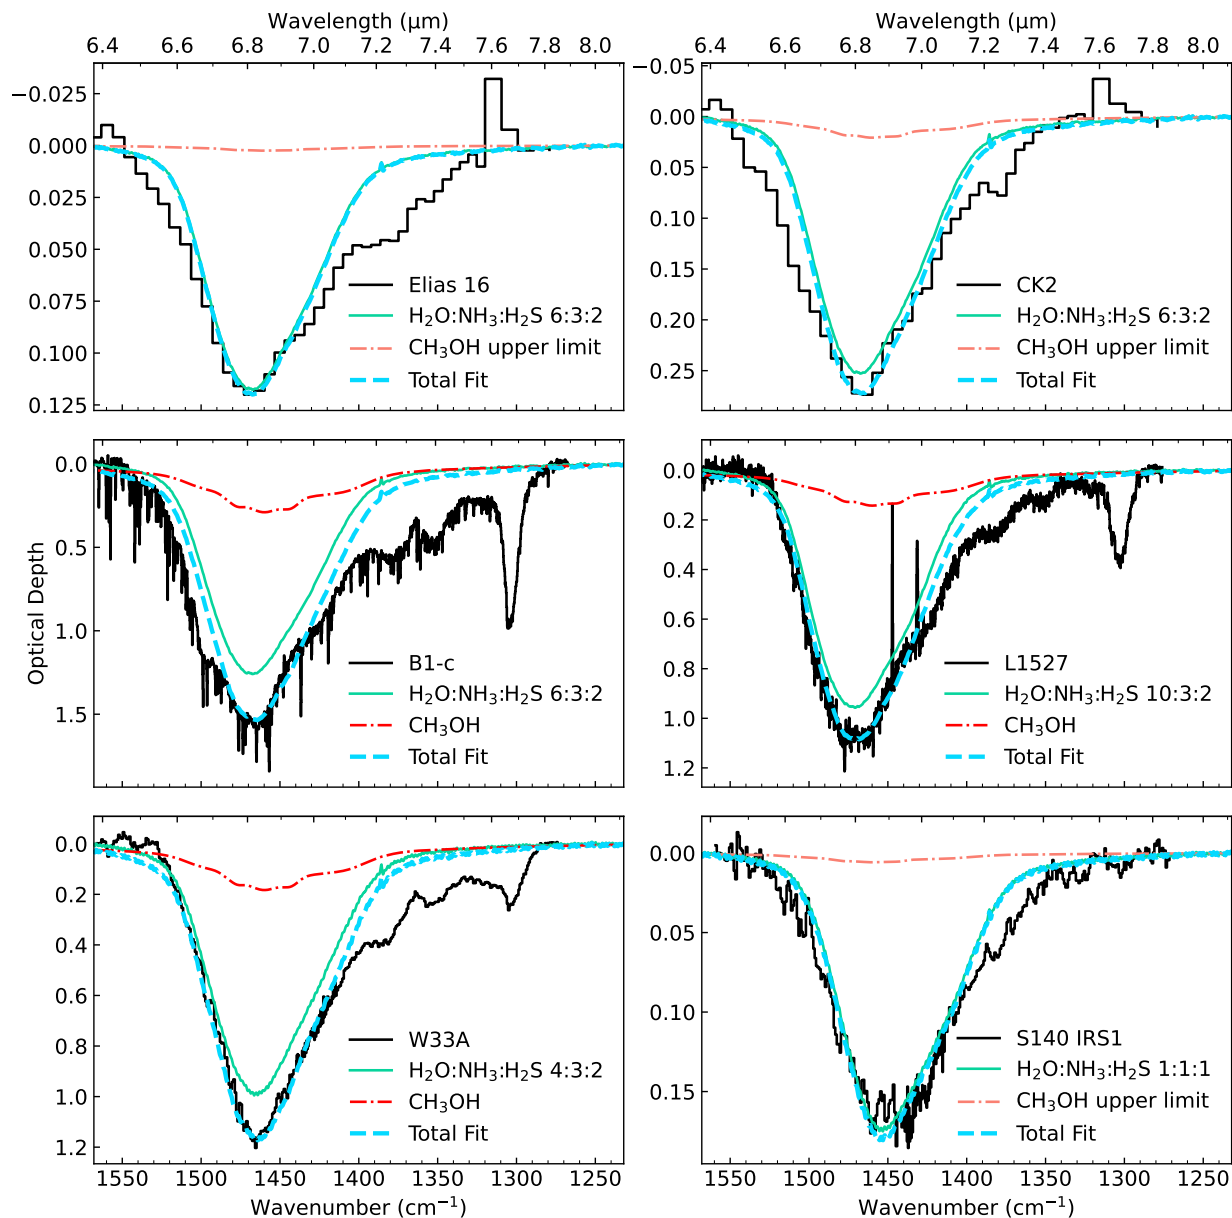 Wavelength (μm) Wavelength (μm)
6.4 6.6 6.8 7.0 7.2 7.4 7.6 8.0 6.4 6.6 6.8 7.0 7.2 7.4 7.6 8.0
−0.025
0.000
0.025
0.050
0.075
0.100
0.125
Elias 16
H₂O:NH₃:H₂S 6:3:2
CH₃OH upper limit
Total Fit
−0.05
0.00
0.05
0.10
0.15
0.20
0.25
CK2
H₂O:NH₃:H₂S 6:3:2
CH₃OH upper limit
Total Fit
Optical Depth
0.0
0.5
1.0
1.5
B1-c
H₂O:NH₃:H₂S 6:3:2
CH₃OH
Total Fit
0.0
0.2
0.4
0.6
0.8
1.0
1.2
L1527
H₂O:NH₃:H₂S 10:3:2
CH₃OH
Total Fit
0.0
0.2
0.4
0.6
0.8
1.0
1.2
W33A
H₂O:NH₃:H₂S 4:3:2
CH₃OH
Total Fit
0.00
0.05
0.10
0.15
S140 IRS1
H₂O:NH₃:H₂S 1:1:1
CH₃OH upper limit
Total Fit
1550 1500 1450 1400 1350 1300 1250 1550 1500 1450 1400 1350 1300 1250
Wavenumber (cm⁻¹) Wavenumber (cm⁻¹)